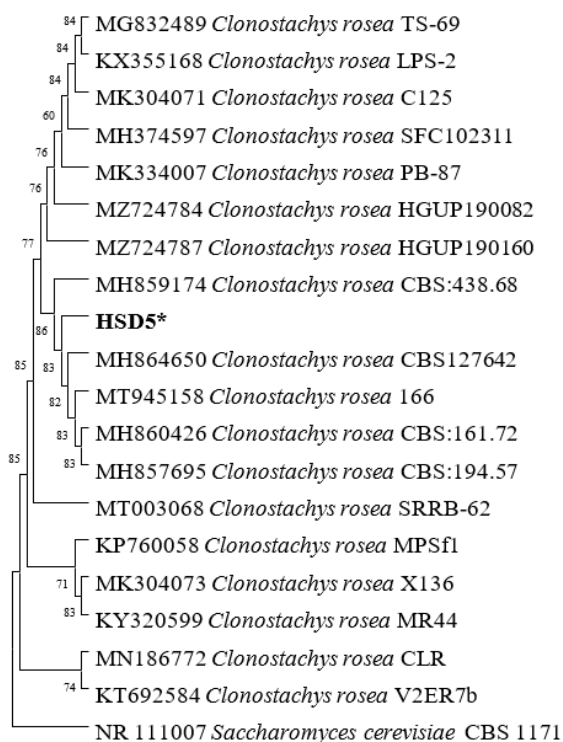 84
MG832489 Clonostachys rosea TS-69
84
KX355168 Clonostachys rosea LPS-2
84
MK304071 Clonostachys rosea C125
60
MH374597 Clonostachys rosea SFC102311
76
MK334007 Clonostachys rosea PB-87
76
MZ724784 Clonostachys rosea HGUP190082
77
MZ724787 Clonostachys rosea HGUP190160
MH859174 Clonostachys rosea CBS:438.68
HSD5*
86
MH864650 Clonostachys rosea CBS127642
85
83
MT945158 Clonostachys rosea 166
82
MH860426 Clonostachys rosea CBS:161.72
83
85
83
MH857695 Clonostachys rosea CBS:194.57
MT003068 Clonostachys rosea SRRB-62
KP760058 Clonostachys rosea MPSf1
71
MK304073 Clonostachys rosea X136
83
KY320599 Clonostachys rosea MR44
MN186772 Clonostachys rosea CLR
74
KT692584 Clonostachys rosea V2ER7b
NR 111007 Saccharomyces cerevisiae CBS 1171